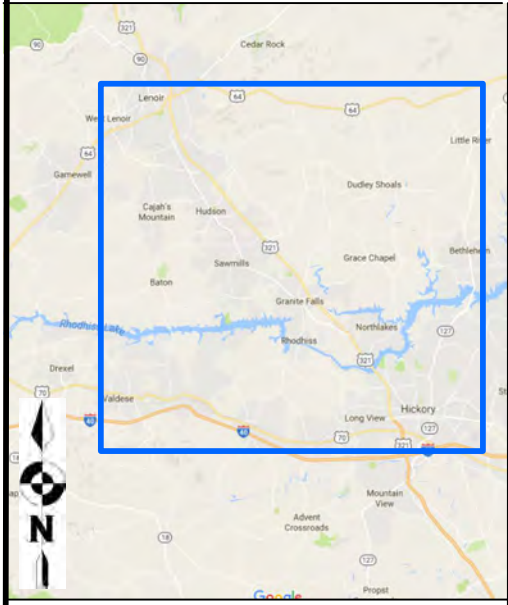 321
90
Cedar Rock
90
Lenoir
64
64
West Lenoir
Little River
64
Gamewell
Dudley Shoals
Cajah's
Mountain
Hudson
321
Grace Chapel
Bethlehem
Sawmills
Baton
Granite Falls
Rhodhiss Lake
Northlakes
127
Rhodhiss
321
Drexel
70
Valdese
Hickory
Long View
40
40
127
70
321
40
Mountain
View
N
Advent
Crossroads
18
127
Propst
Google